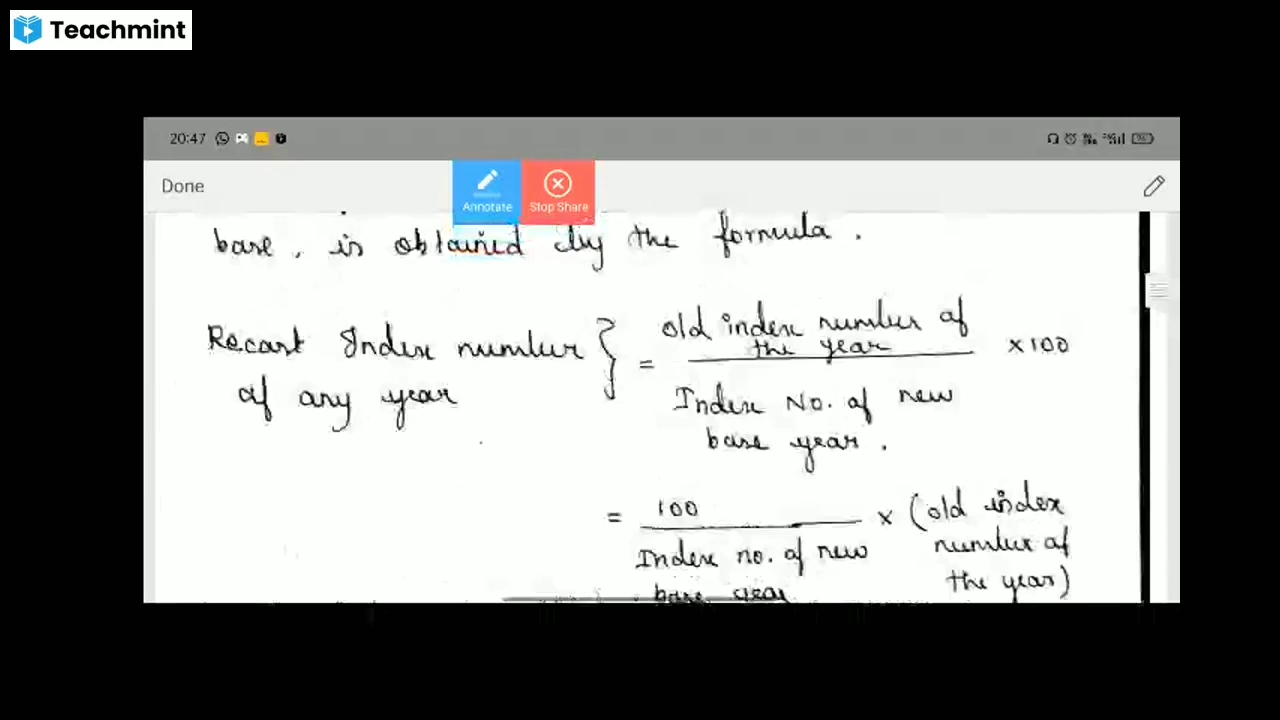 Teachmint
20:47
Done
Annotate
Stop Share
base, is obtained by the formula.
Recast Index number of any year } = old index number of the year / Index No. of new base year. × 100
= 100 / Index no. of new base year × (old index number of the year)